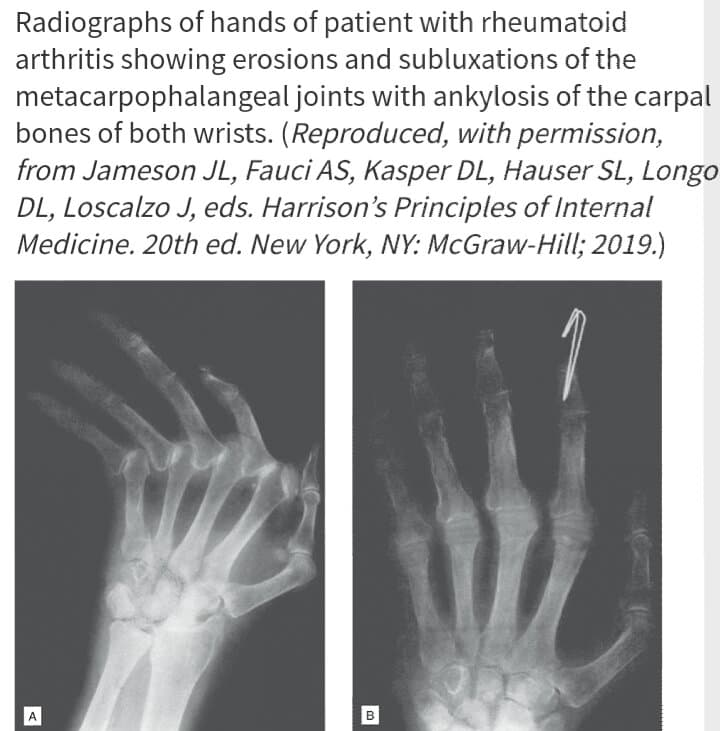 Radiographs of hands of patient with rheumatoid
arthritis showing erosions and subluxations of the
metacarpophalangeal joints with ankylosis of the carpal
bones of both wrists. (Reproduced, with permission,
from Jameson JL, Fauci AS, Kasper DL, Hauser SL, Longo
DL, Loscalzo J, eds. Harrison’s Principles of Internal
Medicine. 20th ed. New York, NY: McGraw-Hill; 2019.)
A
B